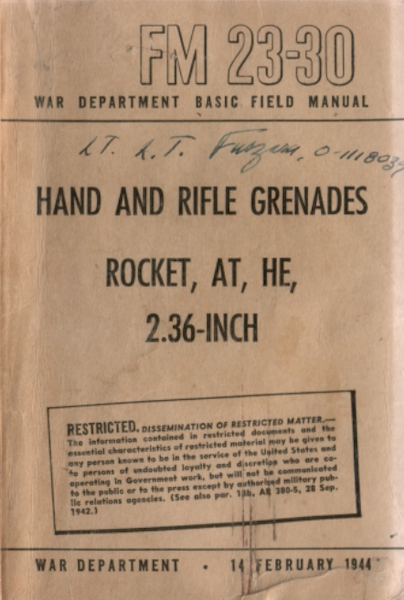 FM 23-30
WAR DEPARTMENT BASIC FIELD MANUAL
LT. L.T.
HAND AND RIFLE GRENADES
ROCKET, AT, HE,
2.36-INCH
RESTRICTED. DISSEMINATION OF RESTRICTED MATTER.—
The information contained in restricted documents and the
essential characteristics of restricted material may be given to
any person known to be in the service of the United States and
to persons of undoubted loyalty and discretion who are co-
operating in Government work, but will not be communicated
to the public or to the press except by authorized military pub-
lic relations agencies. (See also par. 18b, AR 380-5, 28 Sep.
1942.)
WAR DEPARTMENT • 14 FEBRUARY 1944